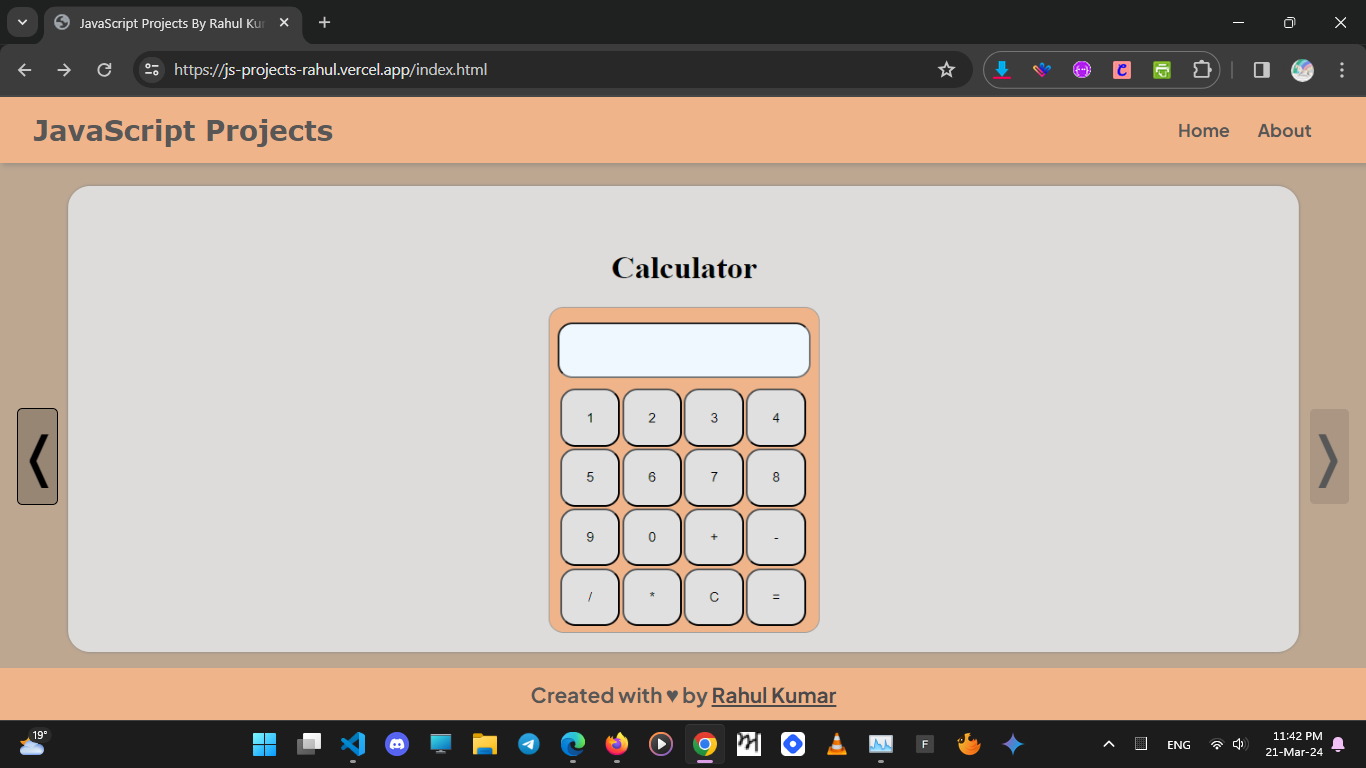 JavaScript Projects By Rahul Kur
https://js-projects-rahul.vercel.app/index.html
JavaScript Projects
Home About
Calculator
1 2 3 4
5 6 7 8
9 0 + -
/ * C =
Created with ♥ by Rahul Kumar
19°
F
ENG
11:42 PM
21-Mar-24